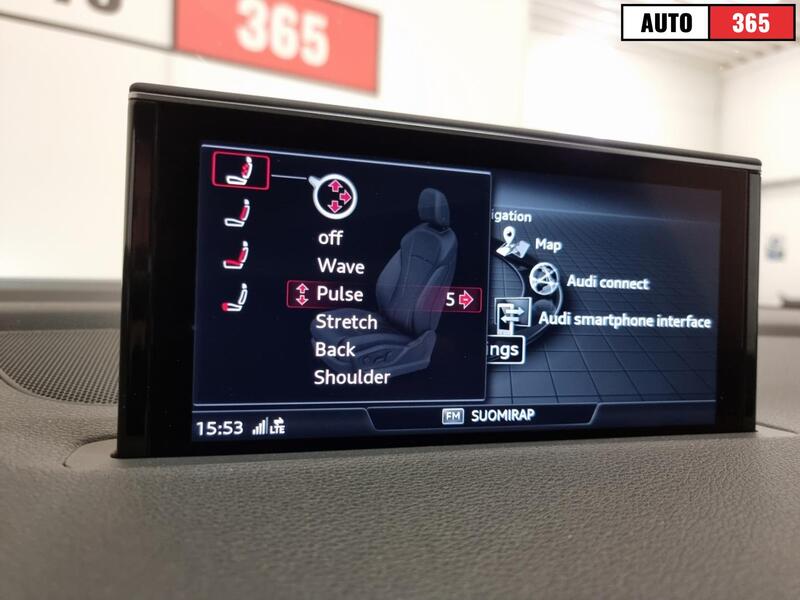 AUTO 365
365
off
Wave
Pulse 5
Stretch
Back
Shoulder
igation
Map
Audi connect
Audi smartphone interface
ings
15:53 LTE
FM SUOMIRAP